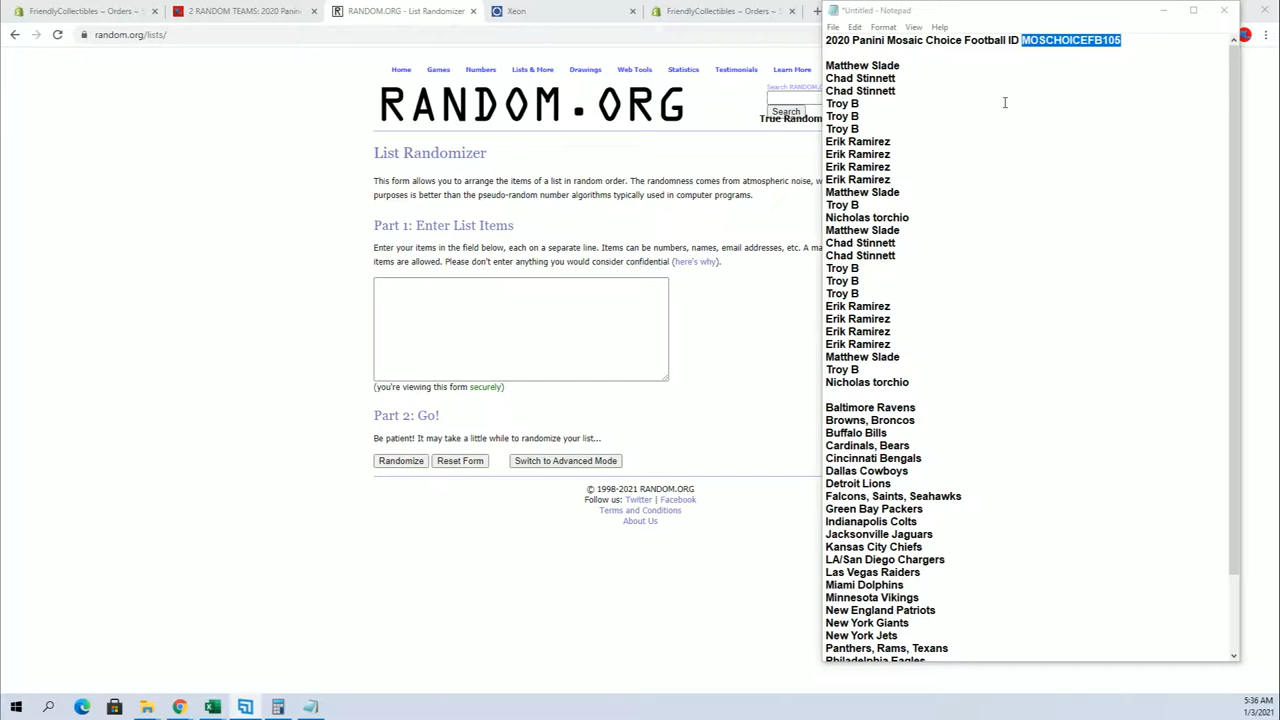 FriendlyCollectibles ~ Orders ~ S
2 RANDOM TEAMS: 2020 Panini
RANDOM.ORG - List Randomizer
Xeon
FriendlyCollectibles ~ Orders ~ S
random.org/lists/
Home Games Numbers Lists & More Drawings Web Tools Statistics Testimonials Learn More
Search RANDOM.O
RANDOM.ORG
Search
True Random
List Randomizer
This form allows you to arrange the items of a list in random order. The randomness comes from atmospheric noise, w
purposes is better than the pseudo-random number algorithms typically used in computer programs.
Part 1: Enter List Items
Enter your items in the field below, each on a separate line. Items can be numbers, names, email addresses, etc. A ma
items are allowed. Please don't enter anything you would consider confidential (here's why).
(you're viewing this form securely)
Part 2: Go!
Be patient! It may take a little while to randomize your list...
Randomize Reset Form Switch to Advanced Mode
© 1998-2021 RANDOM.ORG
Follow us: Twitter | Facebook
Terms and Conditions
About Us
*Untitled - Notepad
File Edit Format View Help
2020 Panini Mosaic Choice Football ID MOSCHOICEFB105
Matthew Slade
Chad Stinnett
Chad Stinnett
Troy B
Troy B
Troy B
Erik Ramirez
Erik Ramirez
Erik Ramirez
Erik Ramirez
Matthew Slade
Troy B
Nicholas torchio
Matthew Slade
Chad Stinnett
Chad Stinnett
Troy B
Troy B
Troy B
Erik Ramirez
Erik Ramirez
Erik Ramirez
Erik Ramirez
Matthew Slade
Troy B
Nicholas torchio
Baltimore Ravens
Browns, Broncos
Buffalo Bills
Cardinals, Bears
Cincinnati Bengals
Dallas Cowboys
Detroit Lions
Falcons, Saints, Seahawks
Green Bay Packers
Indianapolis Colts
Jacksonville Jaguars
Kansas City Chiefs
LA/San Diego Chargers
Las Vegas Raiders
Miami Dolphins
Minnesota Vikings
New England Patriots
New York Giants
New York Jets
Panthers, Rams, Texans
Philadelphia Eagles
5:36 AM
1/3/2021